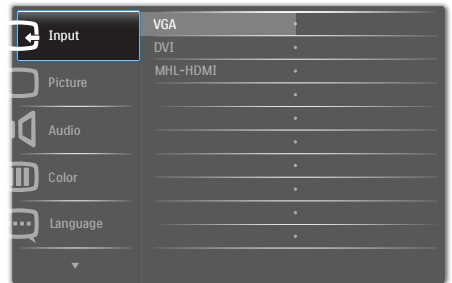 Input
Picture
Audio
Color
Language
VGA
DVI
MHL-HDMI